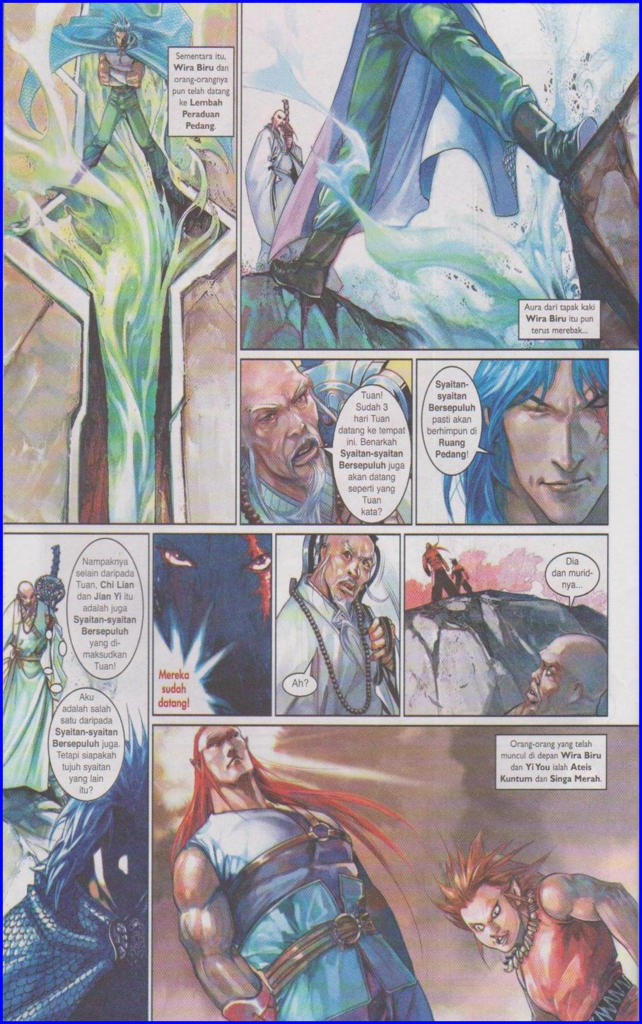 Sementara itu,
Wira Biru dan
orang-orangnya
pun telah datang
ke Lembah
Peraduan
Pedang.
Aura dari tapak kaki
Wira Biru itu pun
terus merebak...
Tuan!
Sudah 3
hari Tuan
datang ke tempat
ini. Benarkah
Syaitan-syaitan
Bersepuluh juga
akan datang
seperti yang
Tuan
kata?
Syaitan-
syaitan
Bersepuluh
pasti akan
berhimpun di
Ruang
Pedang!
Nampaknya
selain daripada
Tuan, Chi Lian
dan Jian Yi itu
adalah juga
Syaitan-syaitan
Bersepuluh
yang di-
maksudkan
Tuan!
Aku
adalah salah
satu daripada
Syaitan-syaitan
Bersepuluh juga.
Tetapi siapakah
tujuh syaitan
yang lain
itu?
Mereka
sudah
datang!
Ah?
Dia
dan murid-
nya...
Orang-orang yang telah
muncul di depan Wira Biru
dan Yi You ialah Ateis
Kuntum dan Singa Merah.